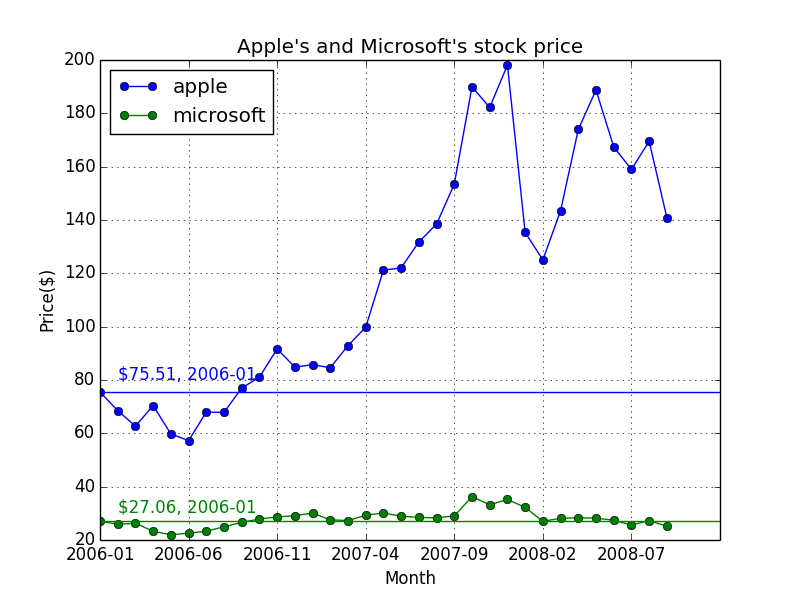 Apple's and Microsoft's stock price
apple
microsoft
200
180
160
140
120
100
80
60
40
20
Price($)
$75.51, 2006-01
$27.06, 2006-01
2006-01 2006-06 2006-11 2007-04 2007-09 2008-02 2008-07
Month